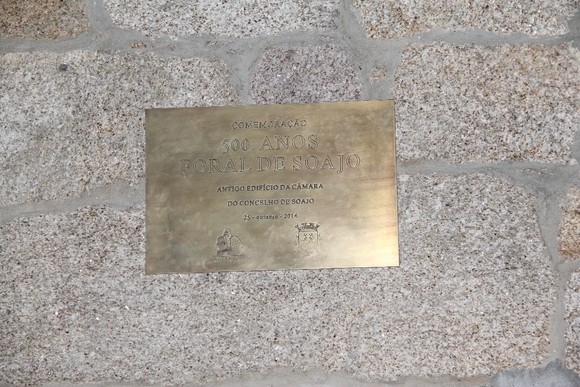 COMEMORAÇÃO
500 ANOS
FORAL DE SOAJO
ANTIGO EDIFÍCIO DA CÂMARA
DO CONCELHO DE SOAJO
25 - outubro - 2014